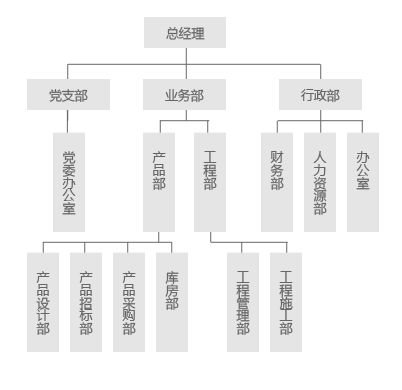 总经理
党支部
业务部
行政部
党委办公室
产品部
工程部
财务部
人力资源部
办公室
产品设计部
产品招标部
产品采购部
库房部
工程管理部
工程施工部